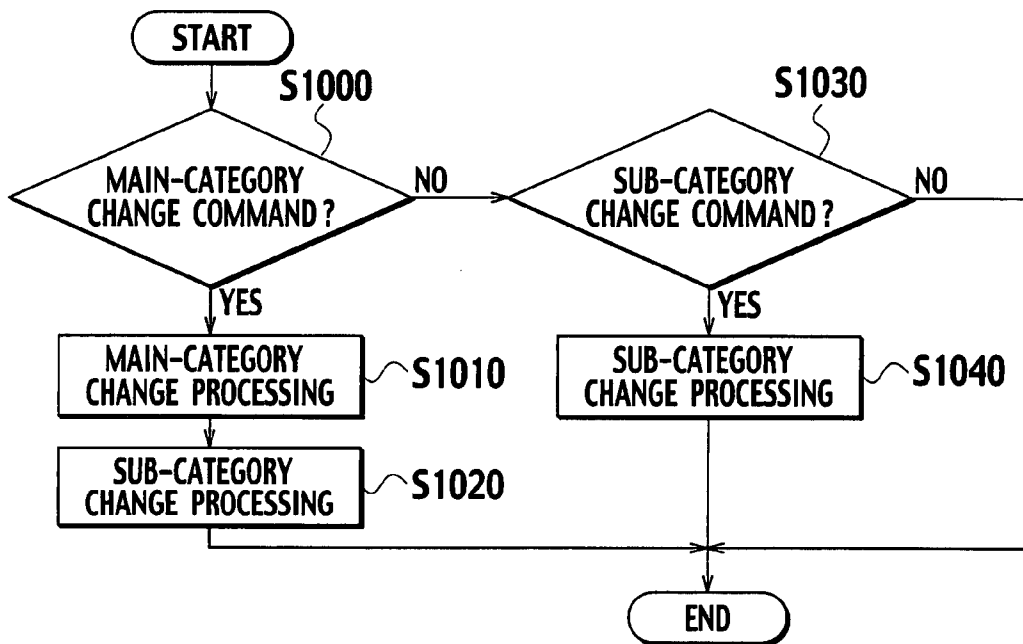 START
S1000
MAIN-CATEGORY
CHANGE COMMAND?
NO
YES
S1030
SUB-CATEGORY
CHANGE COMMAND?
NO
YES
MAIN-CATEGORY
CHANGE PROCESSING
S1010
SUB-CATEGORY
CHANGE PROCESSING
S1040
SUB-CATEGORY
CHANGE PROCESSING
S1020
END